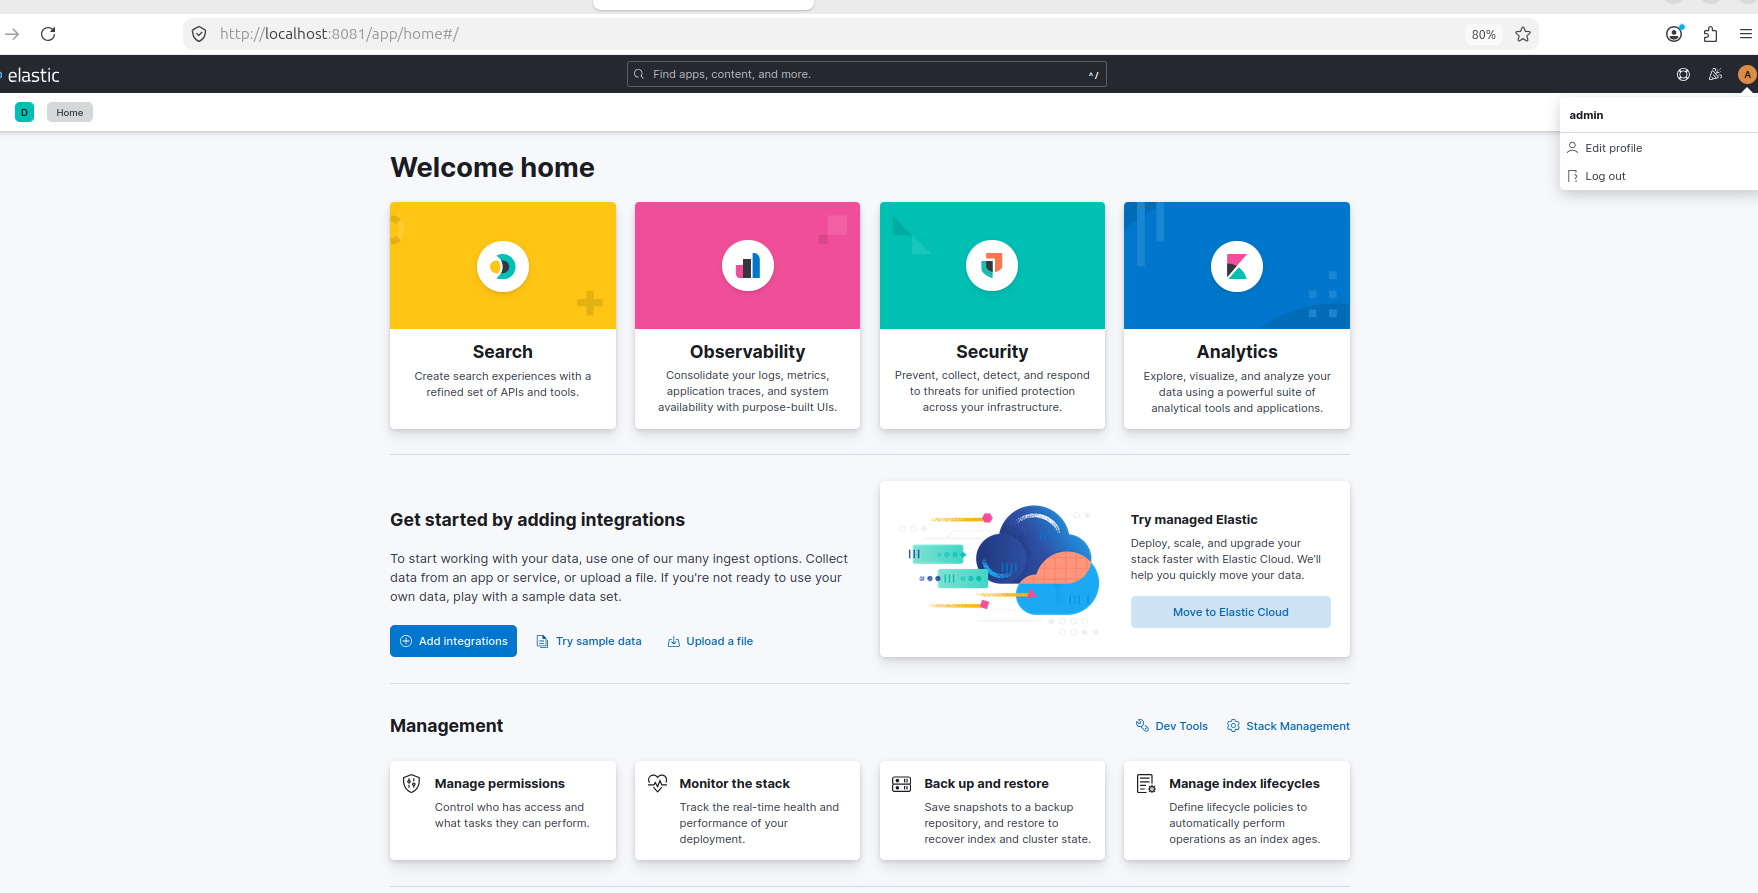 http://localhost:8081/app/home#/
80%
elastic
Find apps, content, and more.
^/
A
D
Home
admin
Edit profile
Log out
Welcome home
Search
Create search experiences with a
refined set of APIs and tools.
Observability
Consolidate your logs, metrics,
application traces, and system
availability with purpose-built UIs.
Security
Prevent, collect, detect, and respond
to threats for unified protection
across your infrastructure.
Analytics
Explore, visualize, and analyze your
data using a powerful suite of
analytical tools and applications.
Get started by adding integrations
To start working with your data, use one of our many ingest options. Collect
data from an app or service, or upload a file. If you're not ready to use your
own data, play with a sample data set.
Add integrations
Try sample data
Upload a file
Try managed Elastic
Deploy, scale, and upgrade your
stack faster with Elastic Cloud. We'll
help you quickly move your data.
Move to Elastic Cloud
Management
Dev Tools
Stack Management
Manage permissions
Control who has access and
what tasks they can perform.
Monitor the stack
Track the real-time health and
performance of your
deployment.
Back up and restore
Save snapshots to a backup
repository, and restore to
recover index and cluster state.
Manage index lifecycles
Define lifecycle policies to
automatically perform
operations as an index ages.